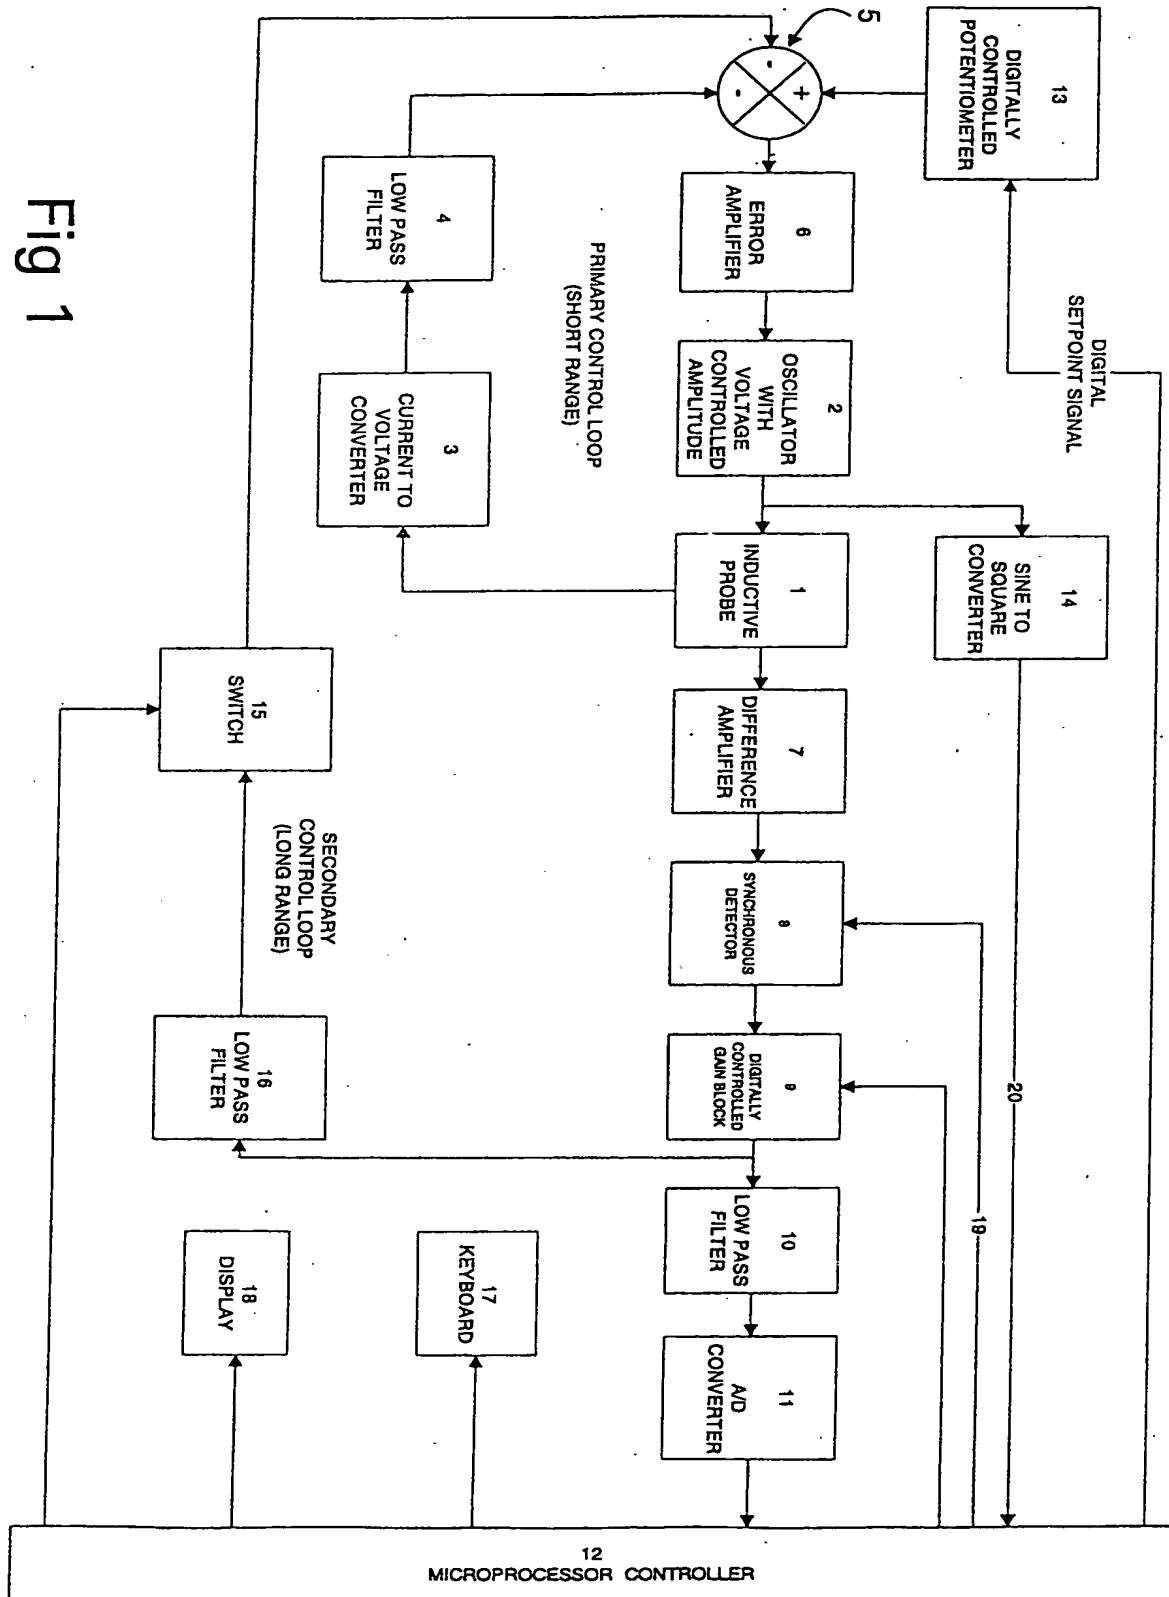 5
13
DIGITALLY
CONTROLLED
POTENTIOMETER
DIGITAL
SETPOINT SIGNAL
+
-
-
6
ERROR
AMPLIFIER
2
OSCILLATOR
WITH
VOLTAGE
CONTROLLED
AMPLITUDE
14
SINE TO
SQUARE
CONVERTER
1
INDUCTIVE
PROBE
7
DIFFERENCE
AMPLIFIER
8
SYNCHRONOUS
DETECTOR
9
DIGITALLY
CONTROLLED
GAIN BLOCK
10
LOW PASS
FILTER
11
A/D
CONVERTER
20
19
4
LOW PASS
FILTER
PRIMARY CONTROL LOOP
(SHORT RANGE)
3
CURRENT TO
VOLTAGE
CONVERTER
15
SWITCH
SECONDARY
CONTROL LOOP
(LONG RANGE)
16
LOW PASS
FILTER
17
KEYBOARD
18
DISPLAY
12
MICROPROCESSOR CONTROLLER
Fig 1